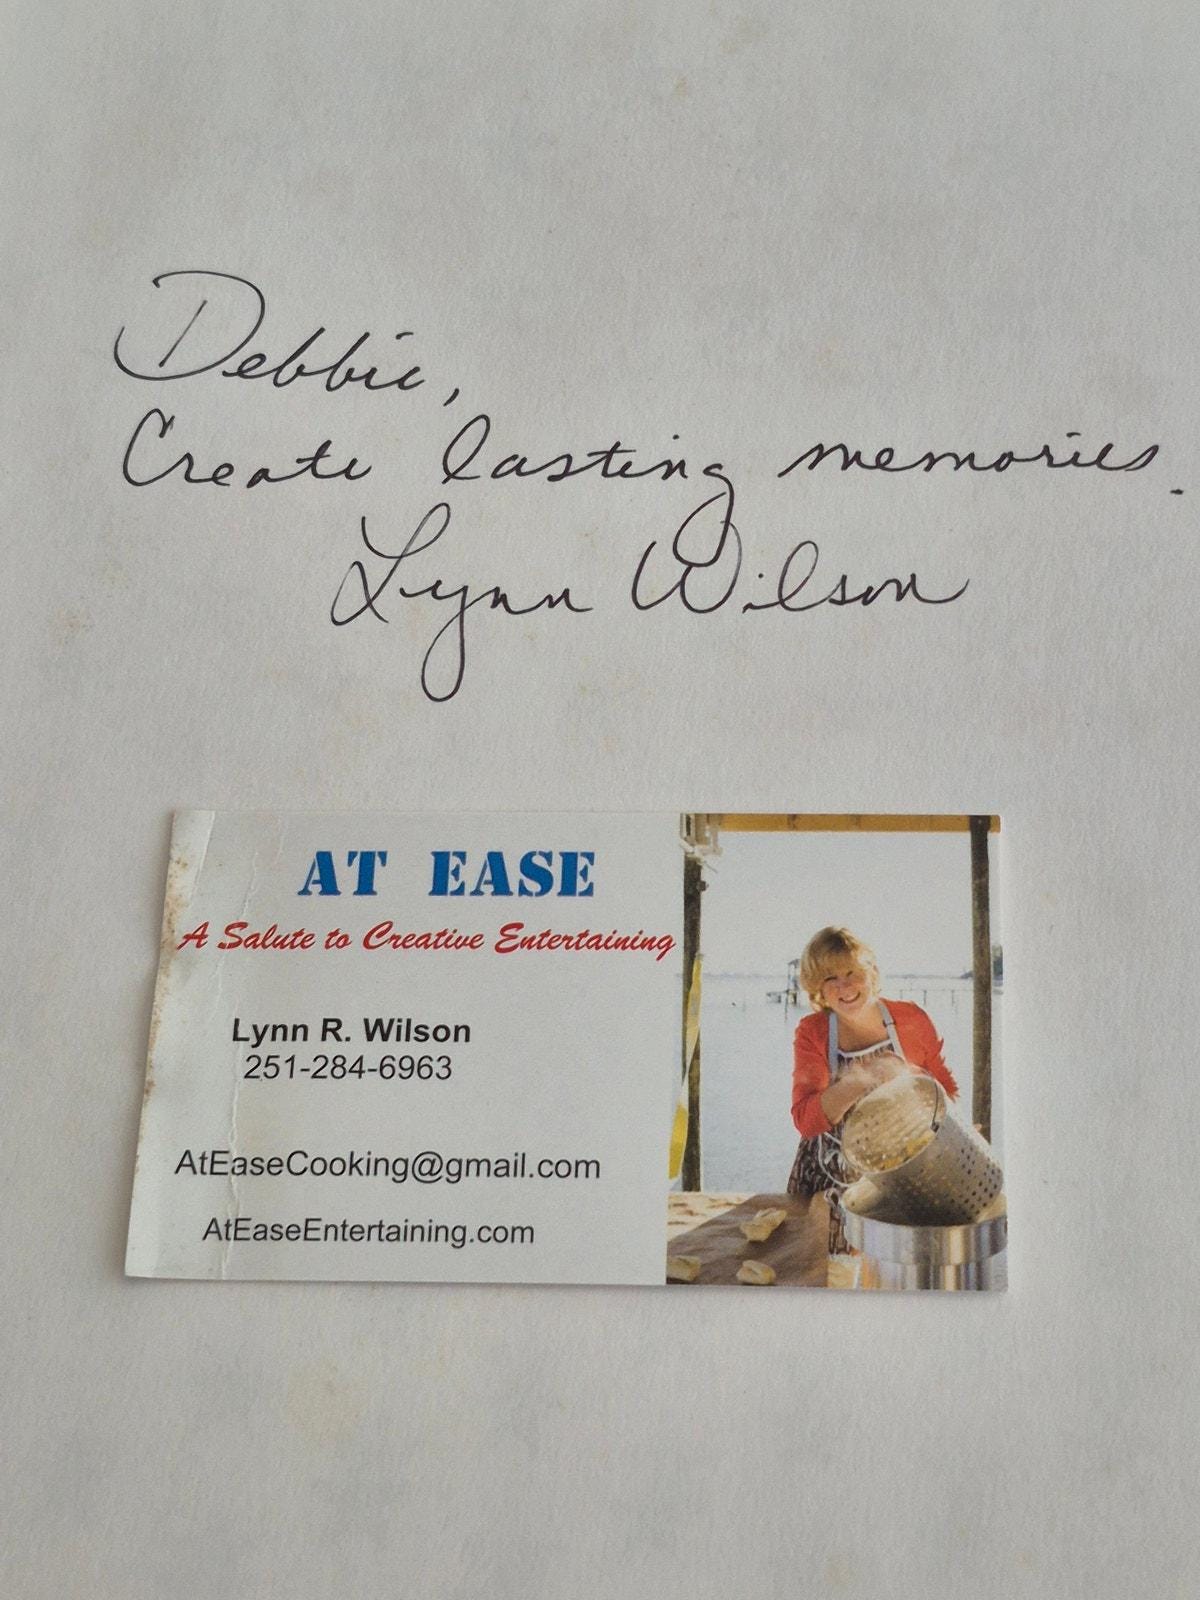 Debbie,
Create lasting memories.
Lynn Wilson
AT EASE
A Salute to Creative Entertaining
Lynn R. Wilson
251-284-6963
AtEaseCooking@gmail.com
AtEaseEntertaining.com